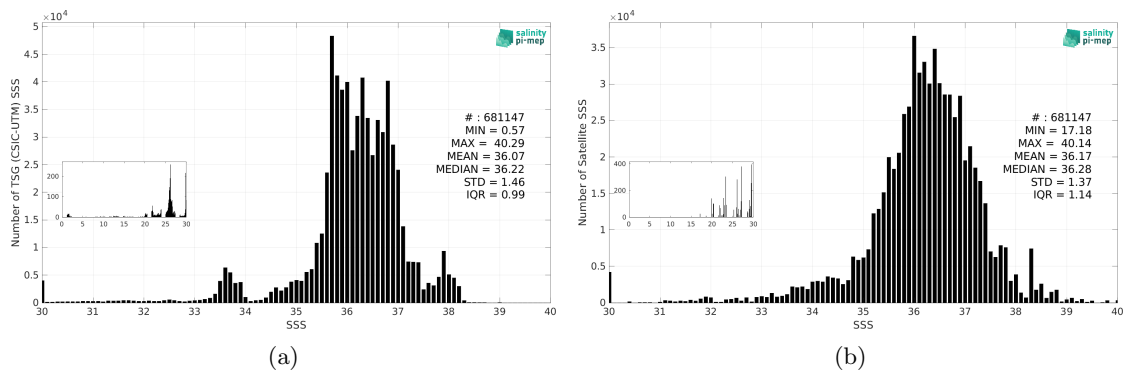 ×10⁴
5
4.5
4
3.5
3
2.5
2
1.5
1
0.5
0
Number of TSG (CSIC-UTM) SSS
salinity
pi-mep
# : 681147
MIN = 0.57
MAX = 40.29
MEAN = 36.07
MEDIAN = 36.22
STD = 1.46
IQR = 0.99
200
100
0
0 5 10 15 20 25 30
30 31 32 33 34 35 36 37 38 39 40
SSS
(a)
×10⁴
3.5
3
2.5
2
1.5
1
0.5
0
Number of Satellite SSS
salinity
pi-mep
# : 681147
MIN = 17.18
MAX = 40.14
MEAN = 36.17
MEDIAN = 36.28
STD = 1.37
IQR = 1.14
400
200
0
0 5 10 15 20 25 30
30 31 32 33 34 35 36 37 38 39 40
SSS
(b)